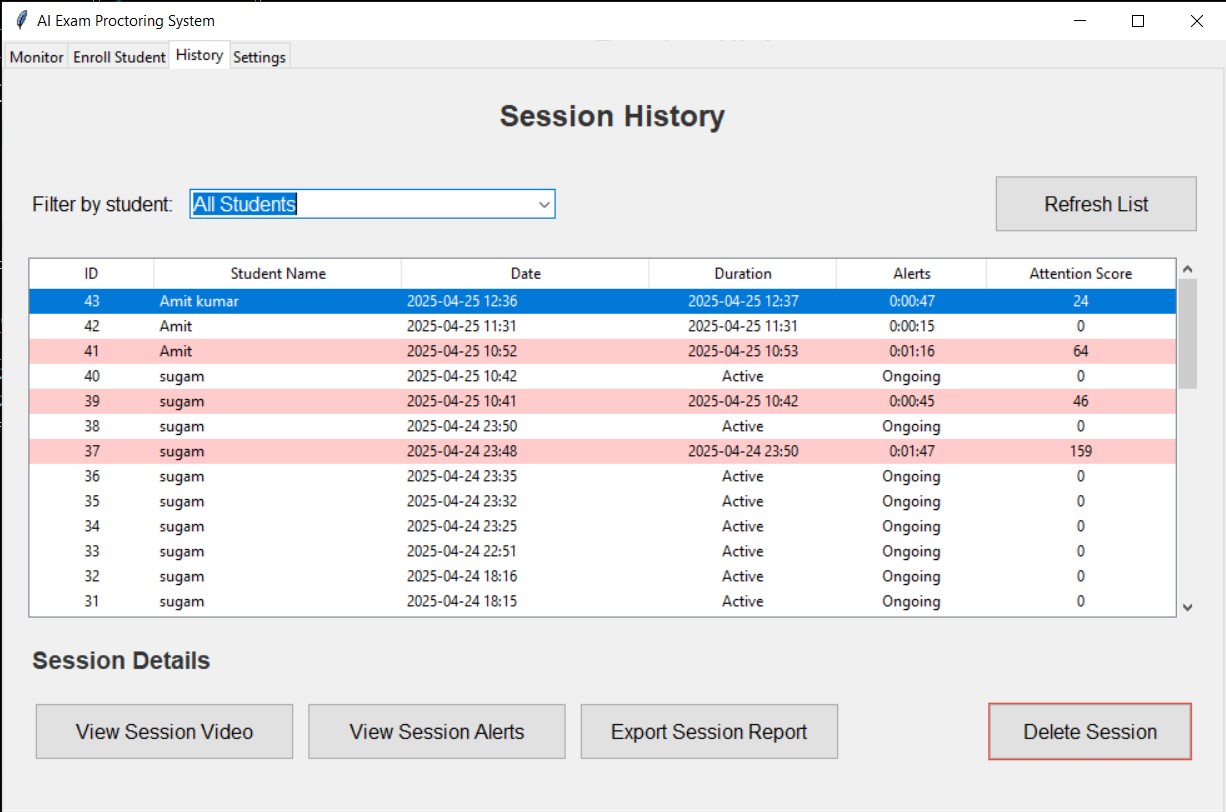 AI Exam Proctoring System
Monitor Enroll Student History Settings
Session History
Filter by student: All Students Refresh List
ID Student Name Date Duration Alerts Attention Score
43 Amit kumar 2025-04-25 12:36 2025-04-25 12:37 0:00:47 24
42 Amit 2025-04-25 11:31 2025-04-25 11:31 0:00:15 0
41 Amit 2025-04-25 10:52 2025-04-25 10:53 0:01:16 64
40 sugam 2025-04-25 10:42 Active Ongoing 0
39 sugam 2025-04-25 10:41 2025-04-25 10:42 0:00:45 46
38 sugam 2025-04-24 23:50 Active Ongoing 0
37 sugam 2025-04-24 23:48 2025-04-24 23:50 0:01:47 159
36 sugam 2025-04-24 23:35 Active Ongoing 0
35 sugam 2025-04-24 23:32 Active Ongoing 0
34 sugam 2025-04-24 23:25 Active Ongoing 0
33 sugam 2025-04-24 22:51 Active Ongoing 0
32 sugam 2025-04-24 18:16 Active Ongoing 0
31 sugam 2025-04-24 18:15 Active Ongoing 0
Session Details
View Session Video View Session Alerts Export Session Report Delete Session